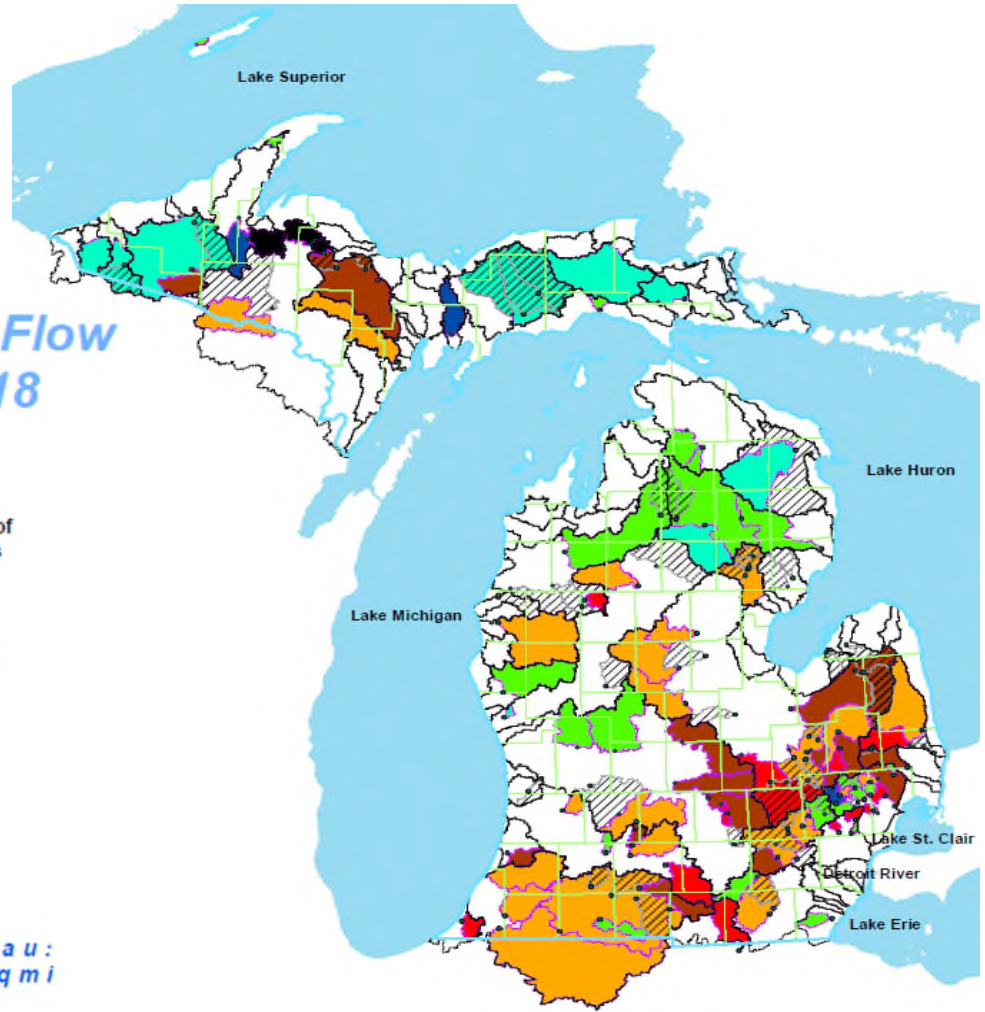 Lake Superior
Flow
18
Lake Huron
of
Lake Michigan
Lake St. Clair
Detroit River
Lake Erie
a u :
q m i